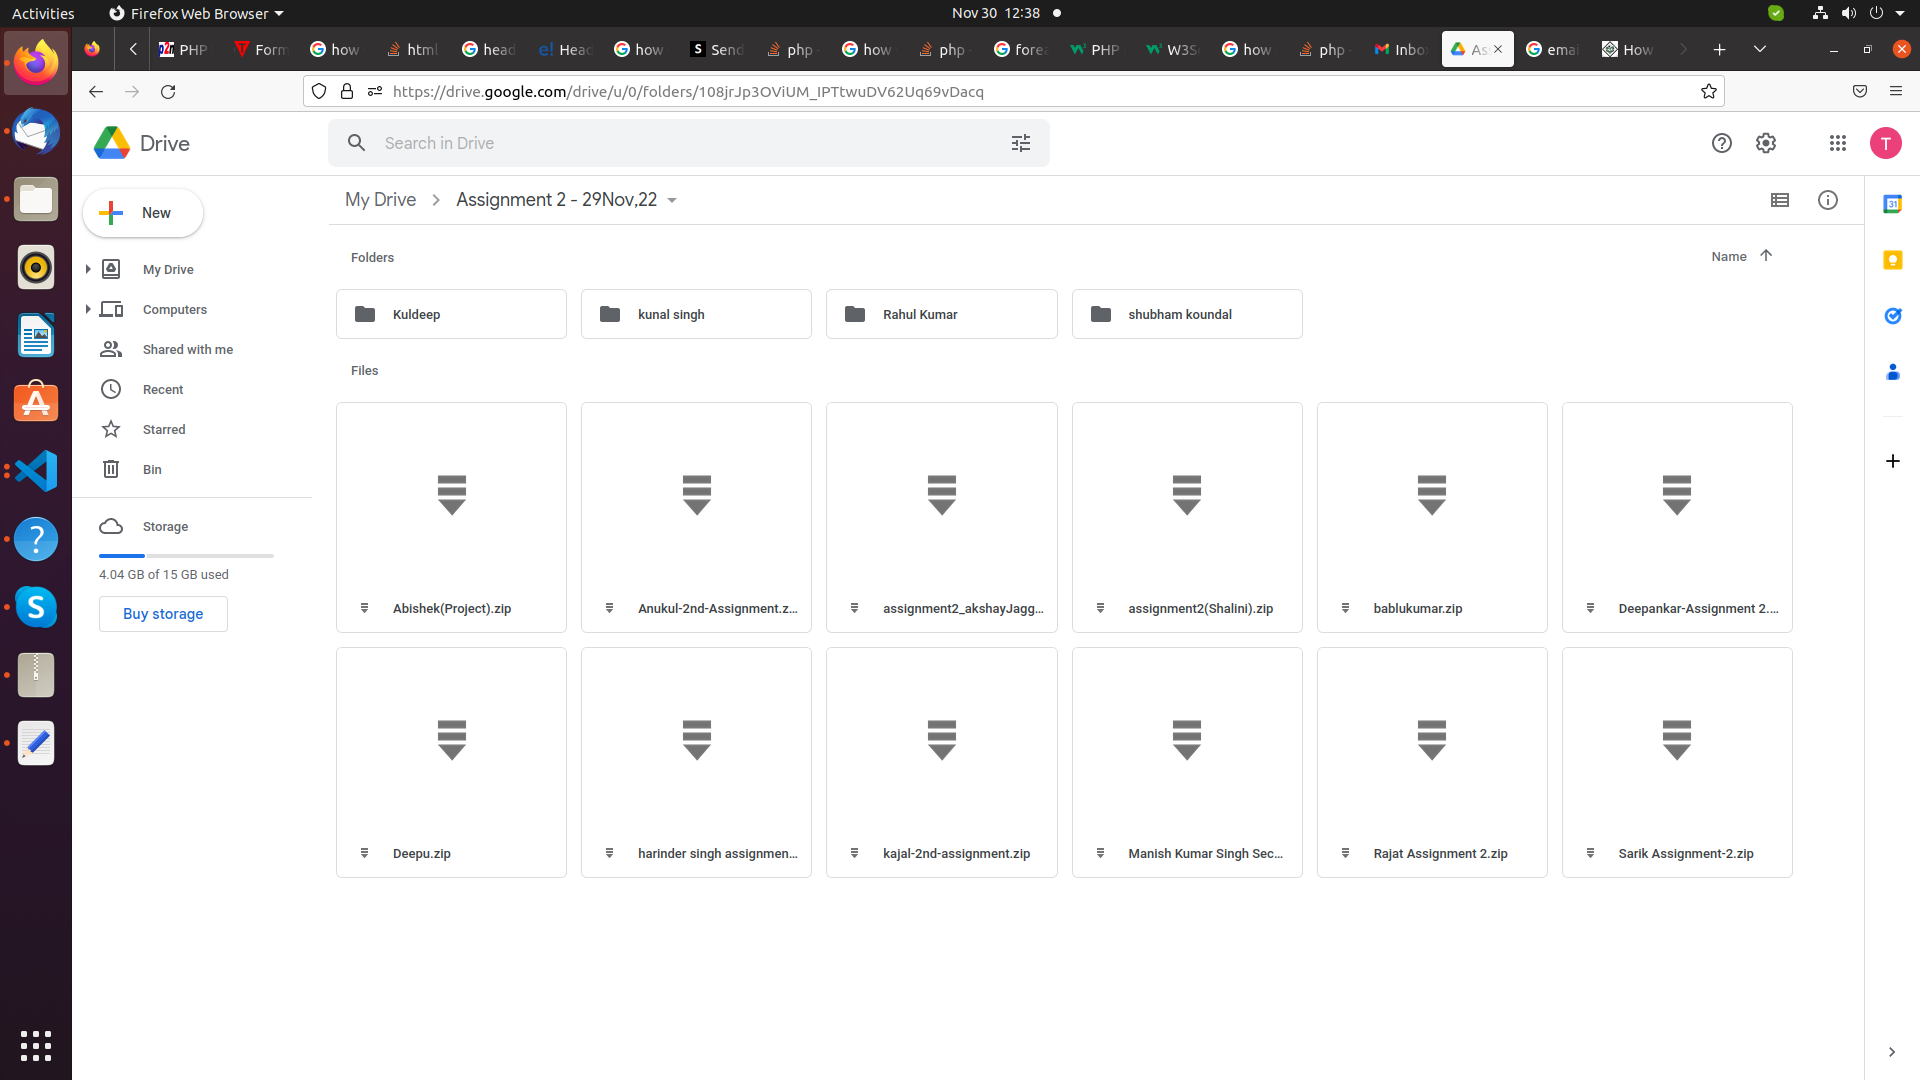 Activities
Firefox Web Browser
Nov 30 12:38
PHP
Form
how
html
head
Head
how
Send
php
how
php
fore
PHP
W3S
how
php
Inbo
As
emai
How
https://drive.google.com/drive/u/0/folders/108jrJp3OViUM_IPTtwuDV62Uq69vDacq
Drive
Search in Drive
T
New
My Drive
Computers
Shared with me
Recent
Starred
Bin
Storage
4.04 GB of 15 GB used
Buy storage
My Drive > Assignment 2 - 29Nov,22
Folders
Name
Kuldeep
kunal singh
Rahul Kumar
shubham koundal
Files
Abishek(Project).zip
Anukul-2nd-Assignment.z...
assignment2_akshayJagg...
assignment2(Shalini).zip
bablukumar.zip
Deepankar-Assignment 2....
Deepu.zip
harinder singh assignmen...
kajal-2nd-assignment.zip
Manish Kumar Singh Sec...
Rajat Assignment 2.zip
Sarik Assignment-2.zip
31